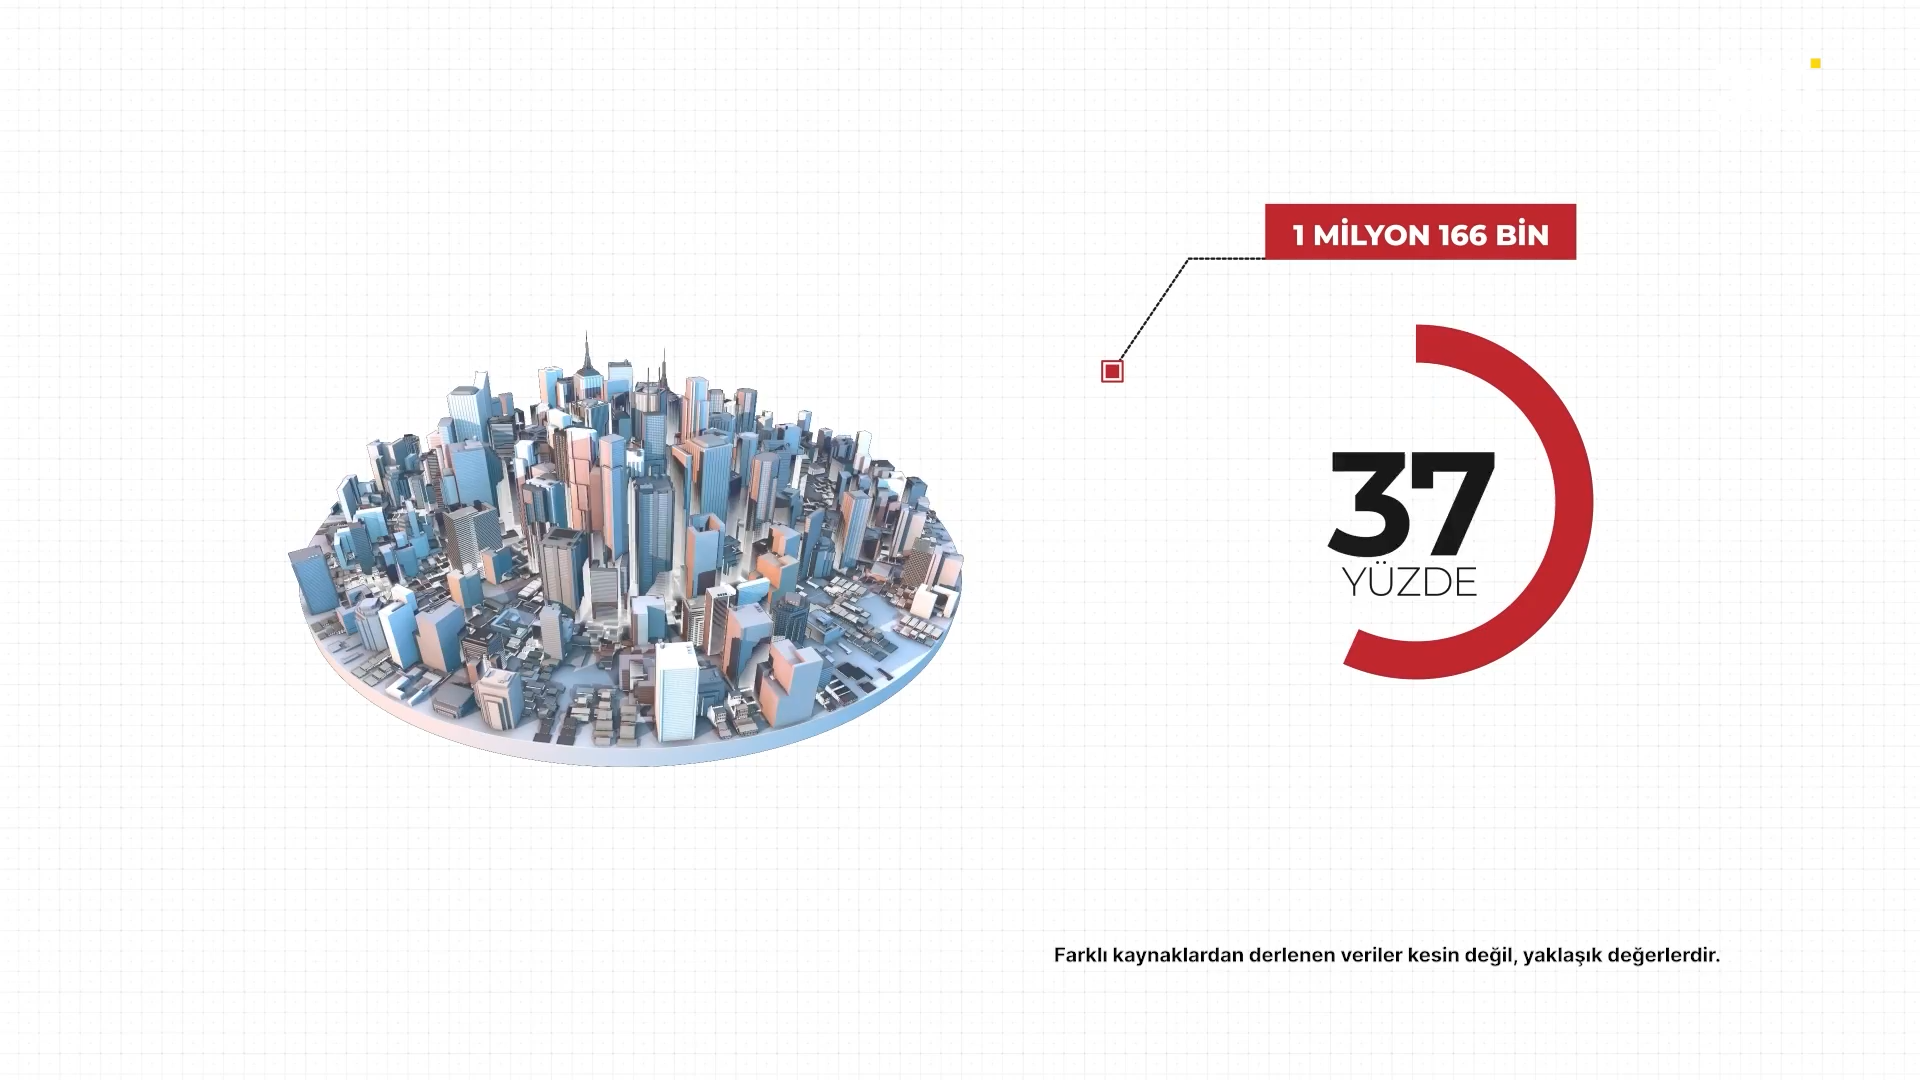 1 MİLYON 166 BİN
37
YÜZDE
Farklı kaynaklardan derlenen veriler kesin değil, yaklaşık değerlerdir.